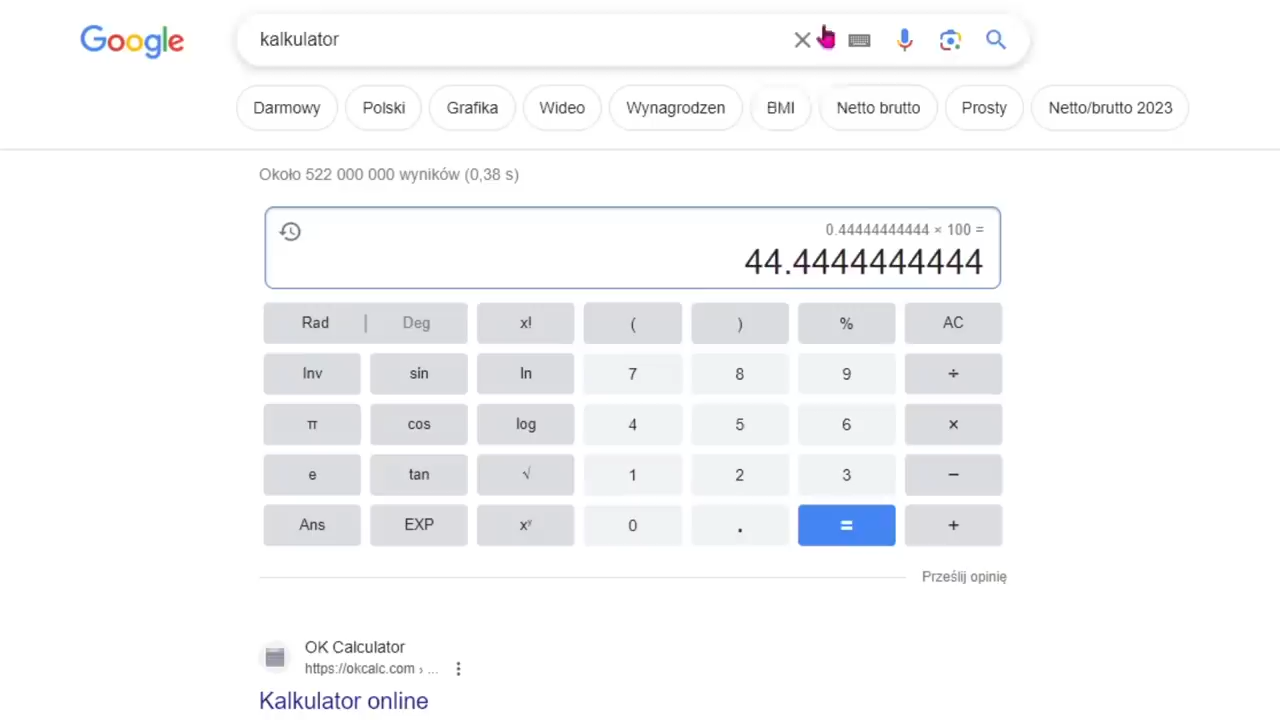 Google
kalkulator
Darmowy Polski Grafika Wideo Wynagrodzen BMI Netto brutto Prosty Netto/brutto 2023
Około 522 000 000 wyników (0,38 s)
0.44444444444 × 100 =
44.4444444444
Rad | Deg x! ( ) % AC
Inv sin ln 7 8 9 ÷
π cos log 4 5 6 ×
e tan √ 1 2 3 −
Ans EXP xʸ 0 . = +
Prześlij opinię
OK Calculator
https://okcalc.com › ...
Kalkulator online